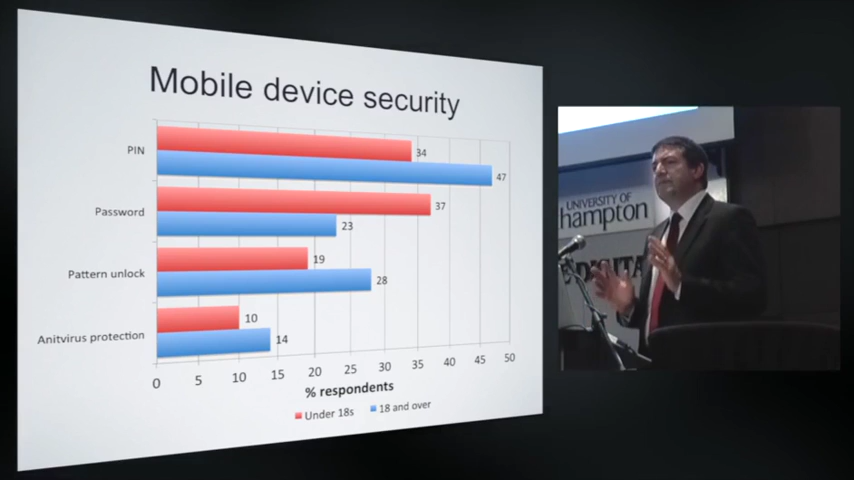 Mobile device security
PIN
34
47
Password
37
23
Pattern unlock
19
28
Anitvirus protection
10
14
0 5 10 15 20 25 30 35 40 45 50
% respondents
Under 18s 18 and over
UNIVERSITY OF
hampton